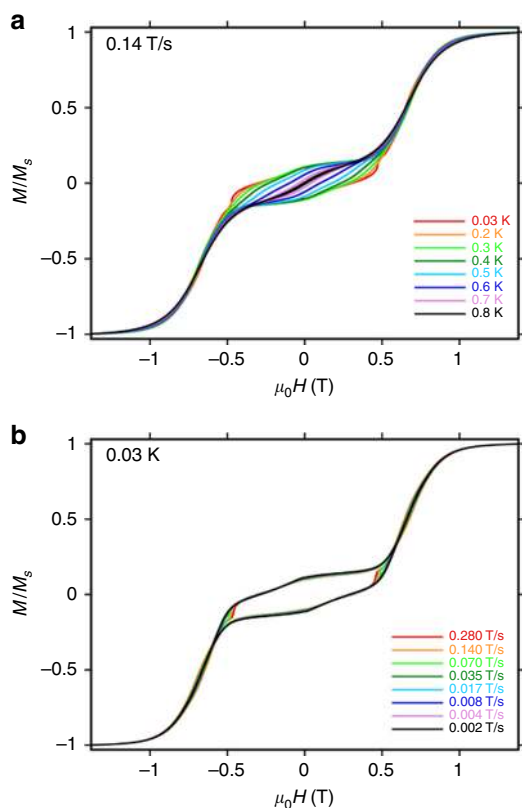 a
0.14 T/s
1
0.5
0
−0.5
−1
M/Ms
0.03 K
0.2 K
0.3 K
0.4 K
0.5 K
0.6 K
0.7 K
0.8 K
−1
−0.5
0
0.5
1
μ0H (T)
b
0.03 K
1
0.5
0
−0.5
−1
M/Ms
0.280 T/s
0.140 T/s
0.070 T/s
0.035 T/s
0.017 T/s
0.008 T/s
0.004 T/s
0.002 T/s
−1
−0.5
0
0.5
1
μ0H (T)